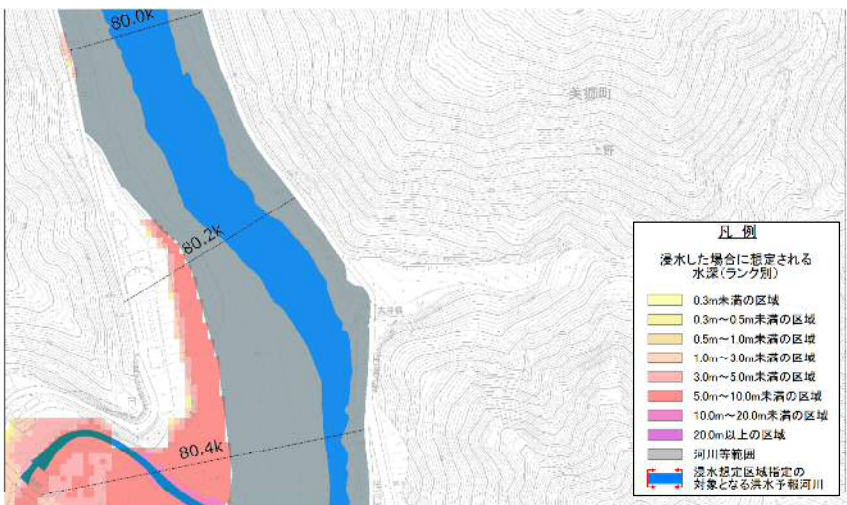 80.0k
美郷町
80.2k
80.4k
凡 例
浸水した場合に想定される
水深(ランク別)
0.3m未満の区域
0.3m～0.5m未満の区域
0.5m～1.0m未満の区域
1.0m～3.0m未満の区域
3.0m～5.0m未満の区域
5.0m～10.0m未満の区域
10.0m～20.0m未満の区域
20.0m以上の区域
河川等範囲
浸水想定区域指定の
対象となる洪水予報河川